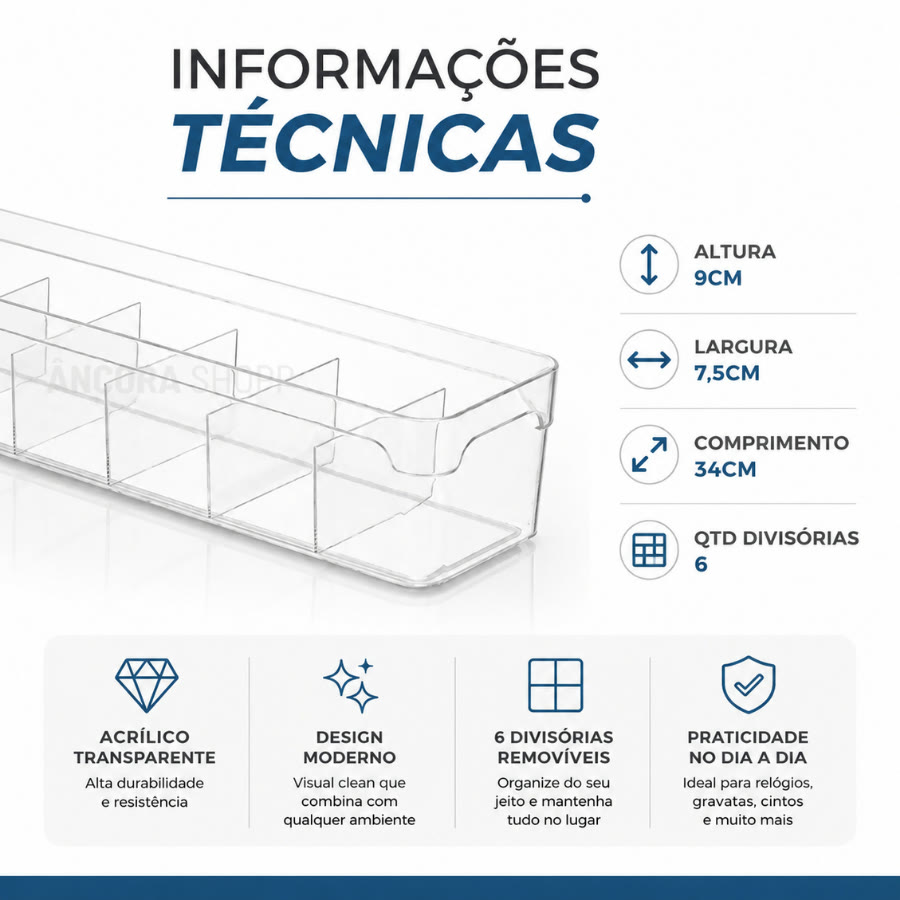 INFORMAÇÕES
TÉCNICAS
ALTURA
9CM
LARGURA
7,5CM
COMPRIMENTO
34CM
QTD DIVISÓRIAS
6
ÂNCORA SHOPP
ACRÍLICO
TRANSPARENTE
Alta durabilidade
e resistência
DESIGN
MODERNO
Visual clean que
combina com
qualquer ambiente
6 DIVISÓRIAS
REMOVÍVEIS
Organize do seu
jeito e mantenha
tudo no lugar
PRATICIDADE
NO DIA A DIA
Ideal para relógios,
gravatas, cintos
e muito mais